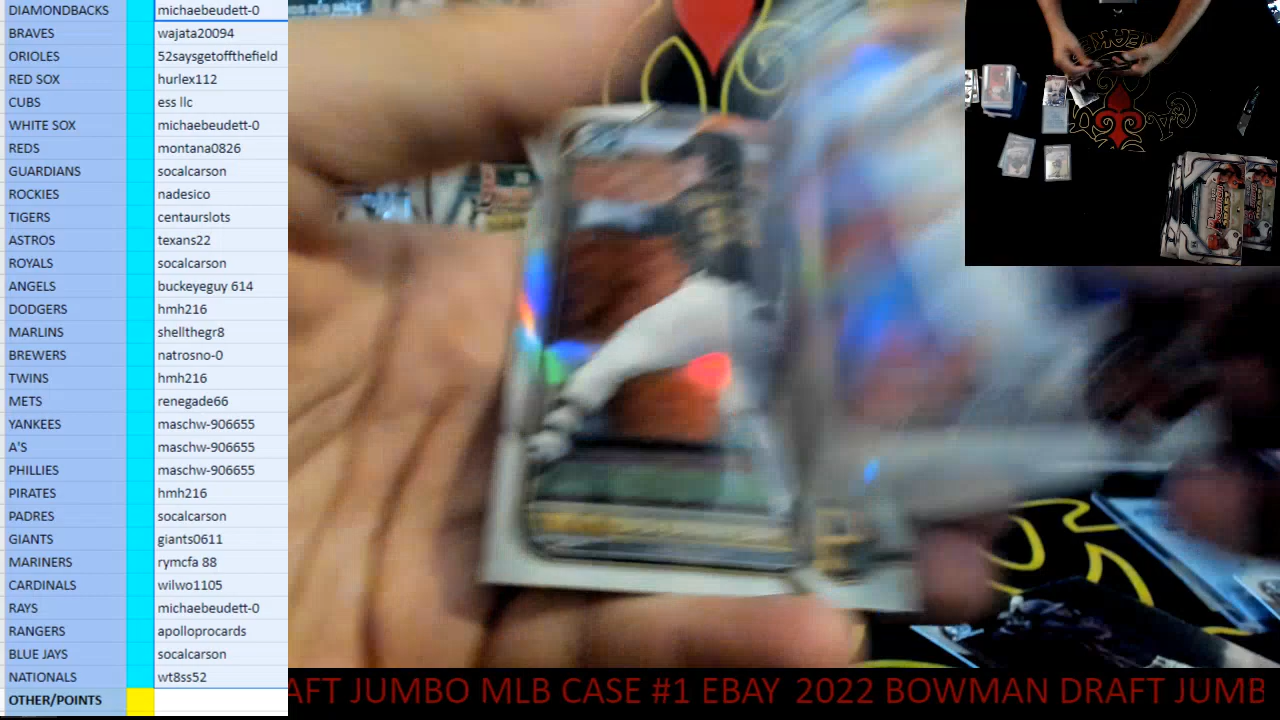 DIAMONDBACKS michaebeudett-0
BRAVES wajata20094
ORIOLES 52saysgetoffthefield
RED SOX hurlex112
CUBS ess llc
WHITE SOX michaebeudett-0
REDS montana0826
GUARDIANS socalcarson
ROCKIES nadesico
TIGERS centaurslots
ASTROS texans22
ROYALS socalcarson
ANGELS buckeyeguy 614
DODGERS hmh216
MARLINS shellthegr8
BREWERS natrosno-0
TWINS hmh216
METS renegade66
YANKEES maschw-906655
A'S maschw-906655
PHILLIES maschw-906655
PIRATES hmh216
PADRES socalcarson
GIANTS giants0611
MARINERS rymcfa 88
CARDINALS wilwo1105
RAYS michaebeudett-0
RANGERS apolloprocards
BLUE JAYS socalcarson
NATIONALS wt8ss52
OTHER/POINTS
AFT JUMBO MLB CASE #1 EBAY 2022 BOWMAN DRAFT JUMB